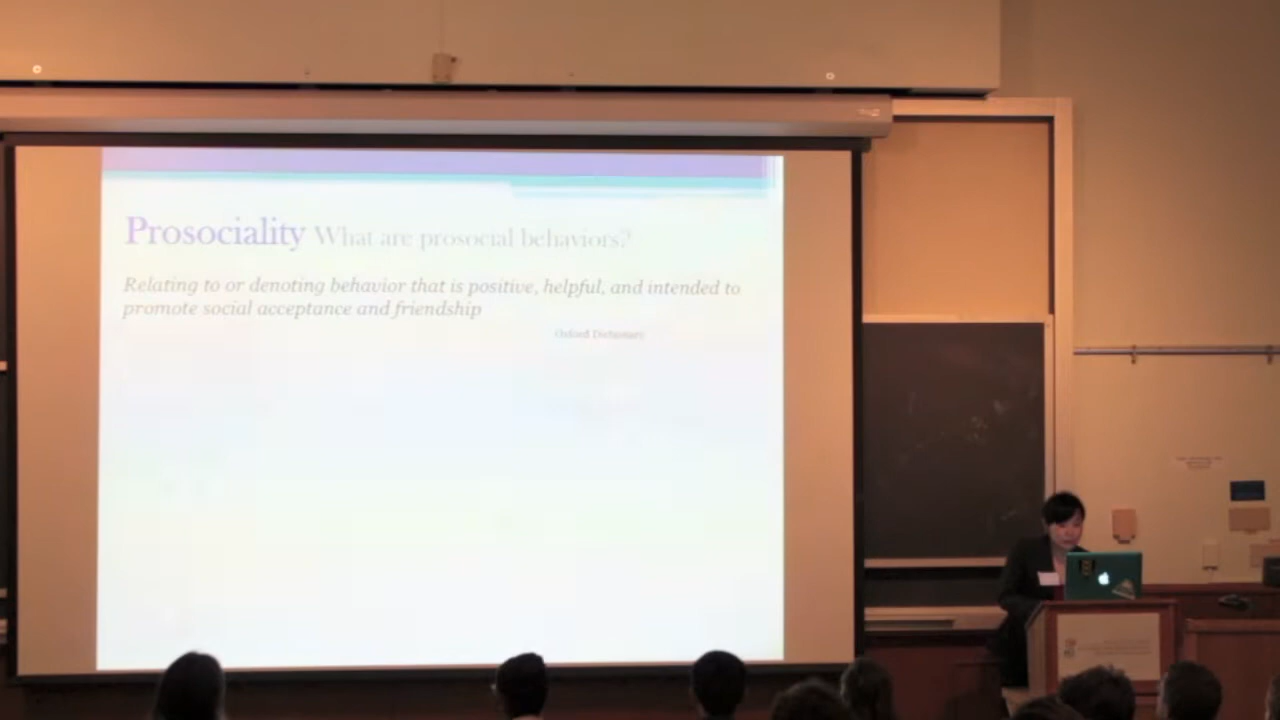 Prosociality What are prosocial behaviors?
Relating to or denoting behavior that is positive, helpful, and intended to
promote social acceptance and friendship
Oxford Dictionary